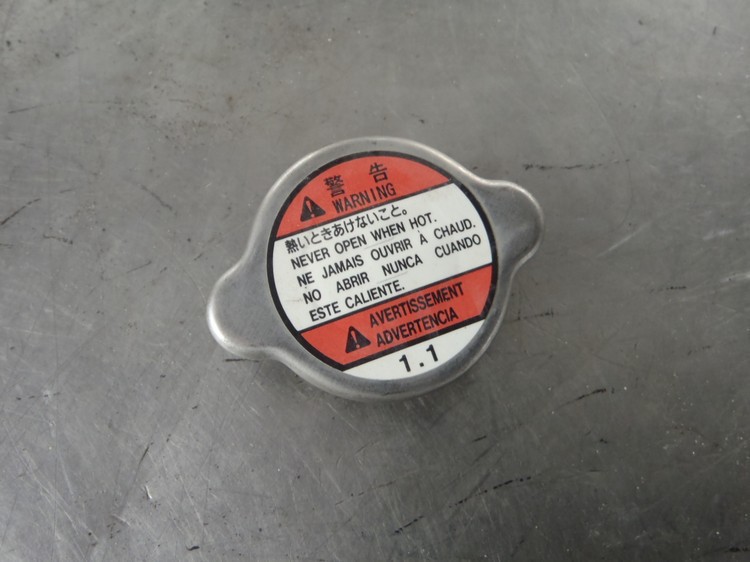 警告
WARNING
熱いときあけないこと。
NEVER OPEN WHEN HOT.
NE JAMAIS OUVRIR À CHAUD.
NO ABRIR NUNCA CUANDO
ESTE CALIENTE.
AVERTISSEMENT
ADVERTENCIA
1.1